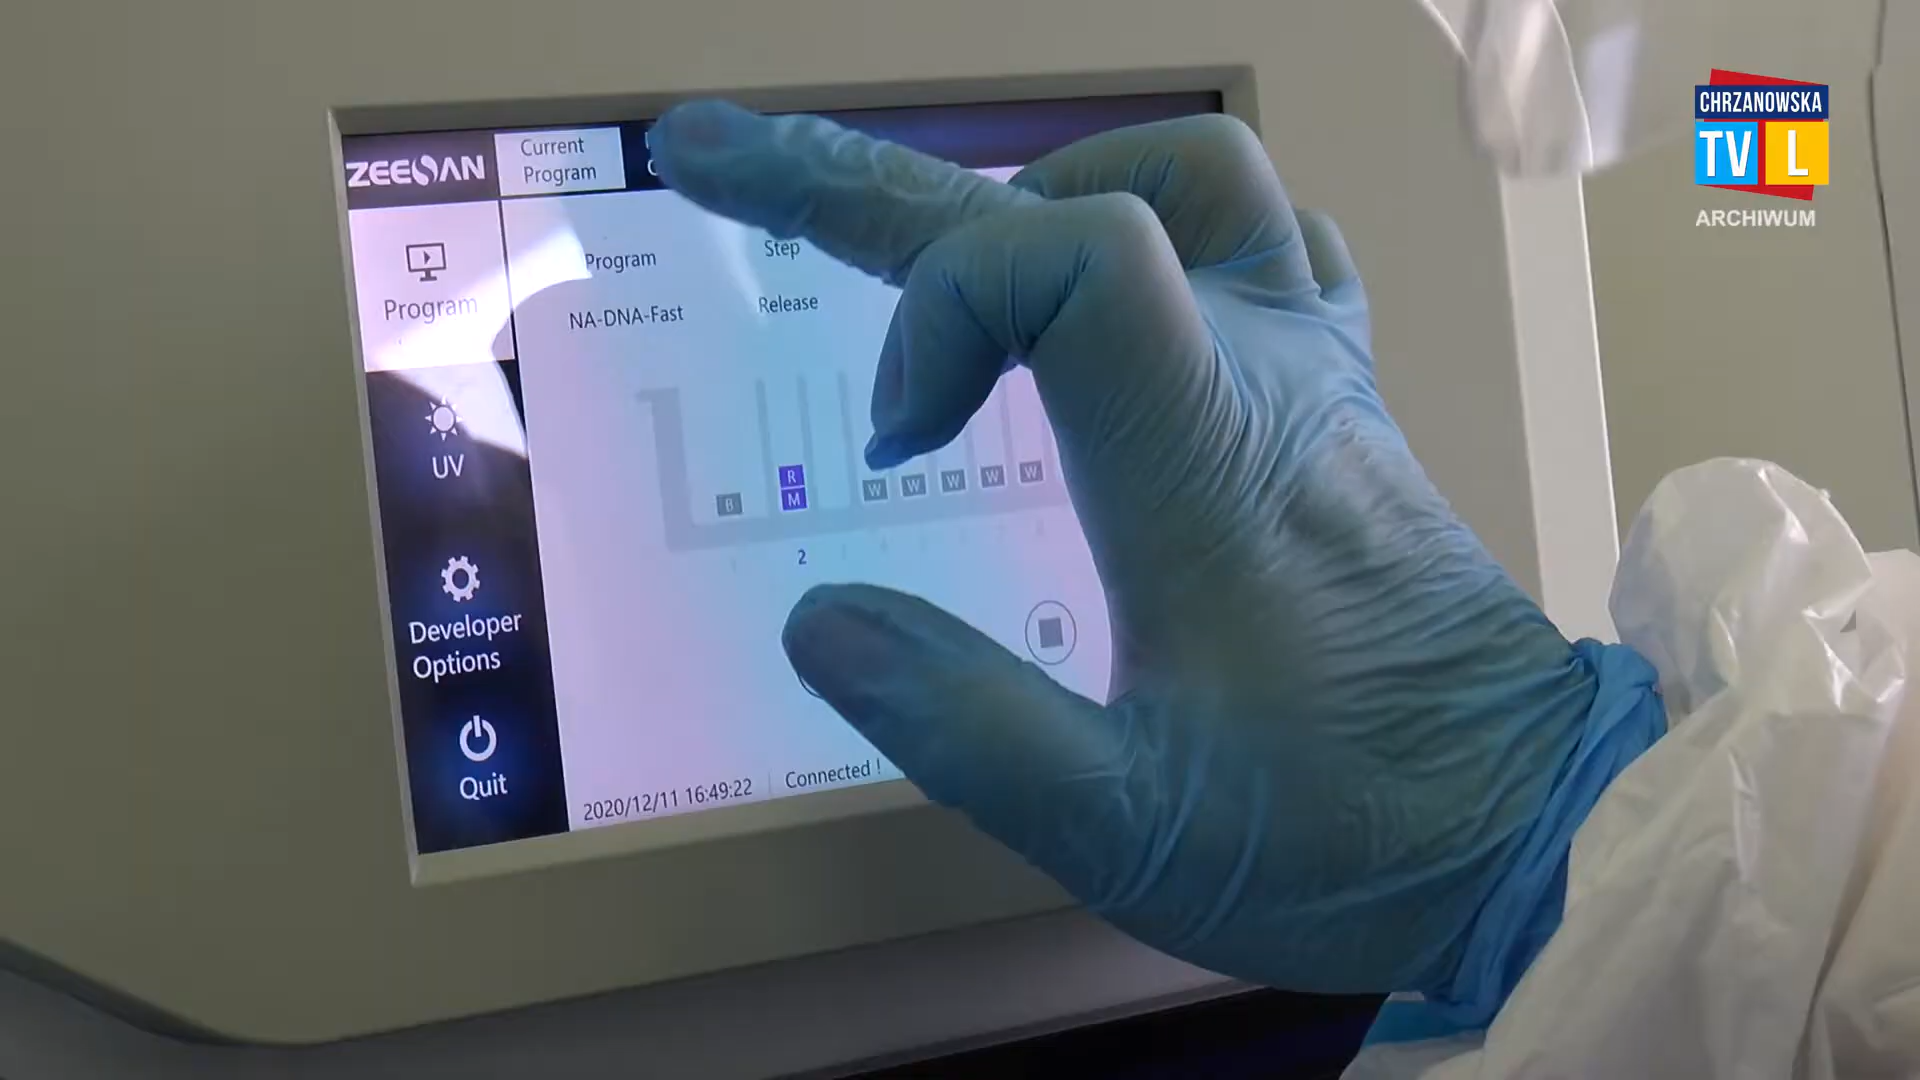 CHRZANOWSKA
TV L
ARCHIWUM
ZEESAN
Current
Program
Program
UV
Developer
Options
Quit
Program
Step
NA-DNA-Fast
Release
B
R
M
W
W
W
W
W
2
2020/12/11 16:49:22
Connected !